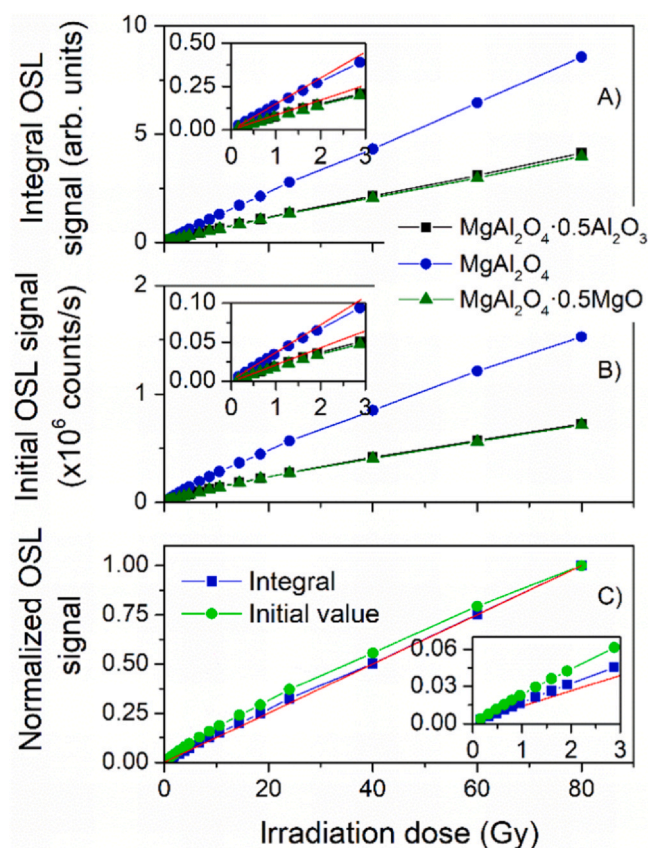 10
5
0
Integral OSL
signal (arb. units)
0.50
0.25
0.00
0 1 2 3
A)
MgAl₂O₄·0.5Al₂O₃
MgAl₂O₄
MgAl₂O₄·0.5MgO
2
1
0
Initial OSL signal
(x10⁶ counts/s)
0.10
0.05
0.00
0 1 2 3
B)
1.00
0.75
0.50
0.25
0.00
Normalized OSL
signal
Integral
Initial value
C)
0.06
0.03
0.00
0 1 2 3
0 20 40 60 80
Irradiation dose (Gy)